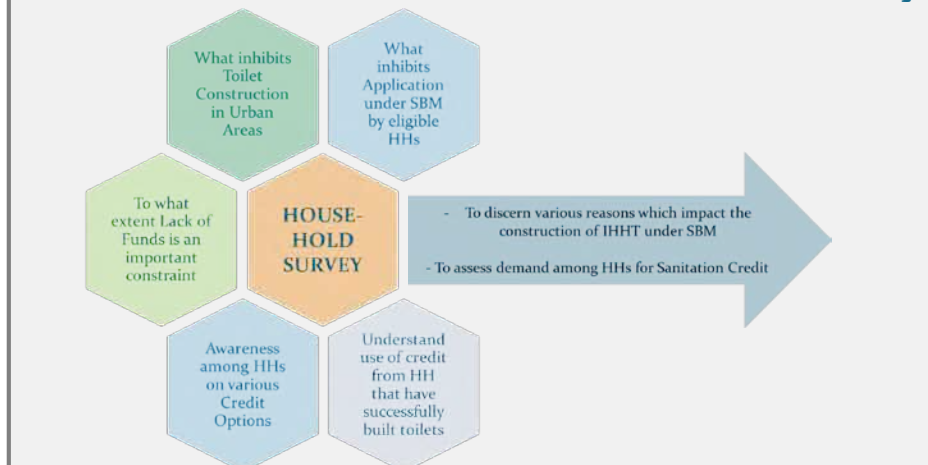 What inhibits
Toilet
Construction
in Urban
Areas
What
inhibits
Application
under SBM
by eligible
HHs
To what
extent Lack of
Funds is an
important
constraint
HOUSE-
HOLD
SURVEY
- To discern various reasons which impact the
construction of IHHT under SBM
- To assess demand among HHs for Sanitation Credit
Awareness
among HHs
on various
Credit
Options
Understand
use of credit
from HH
that have
successfully
built toilets